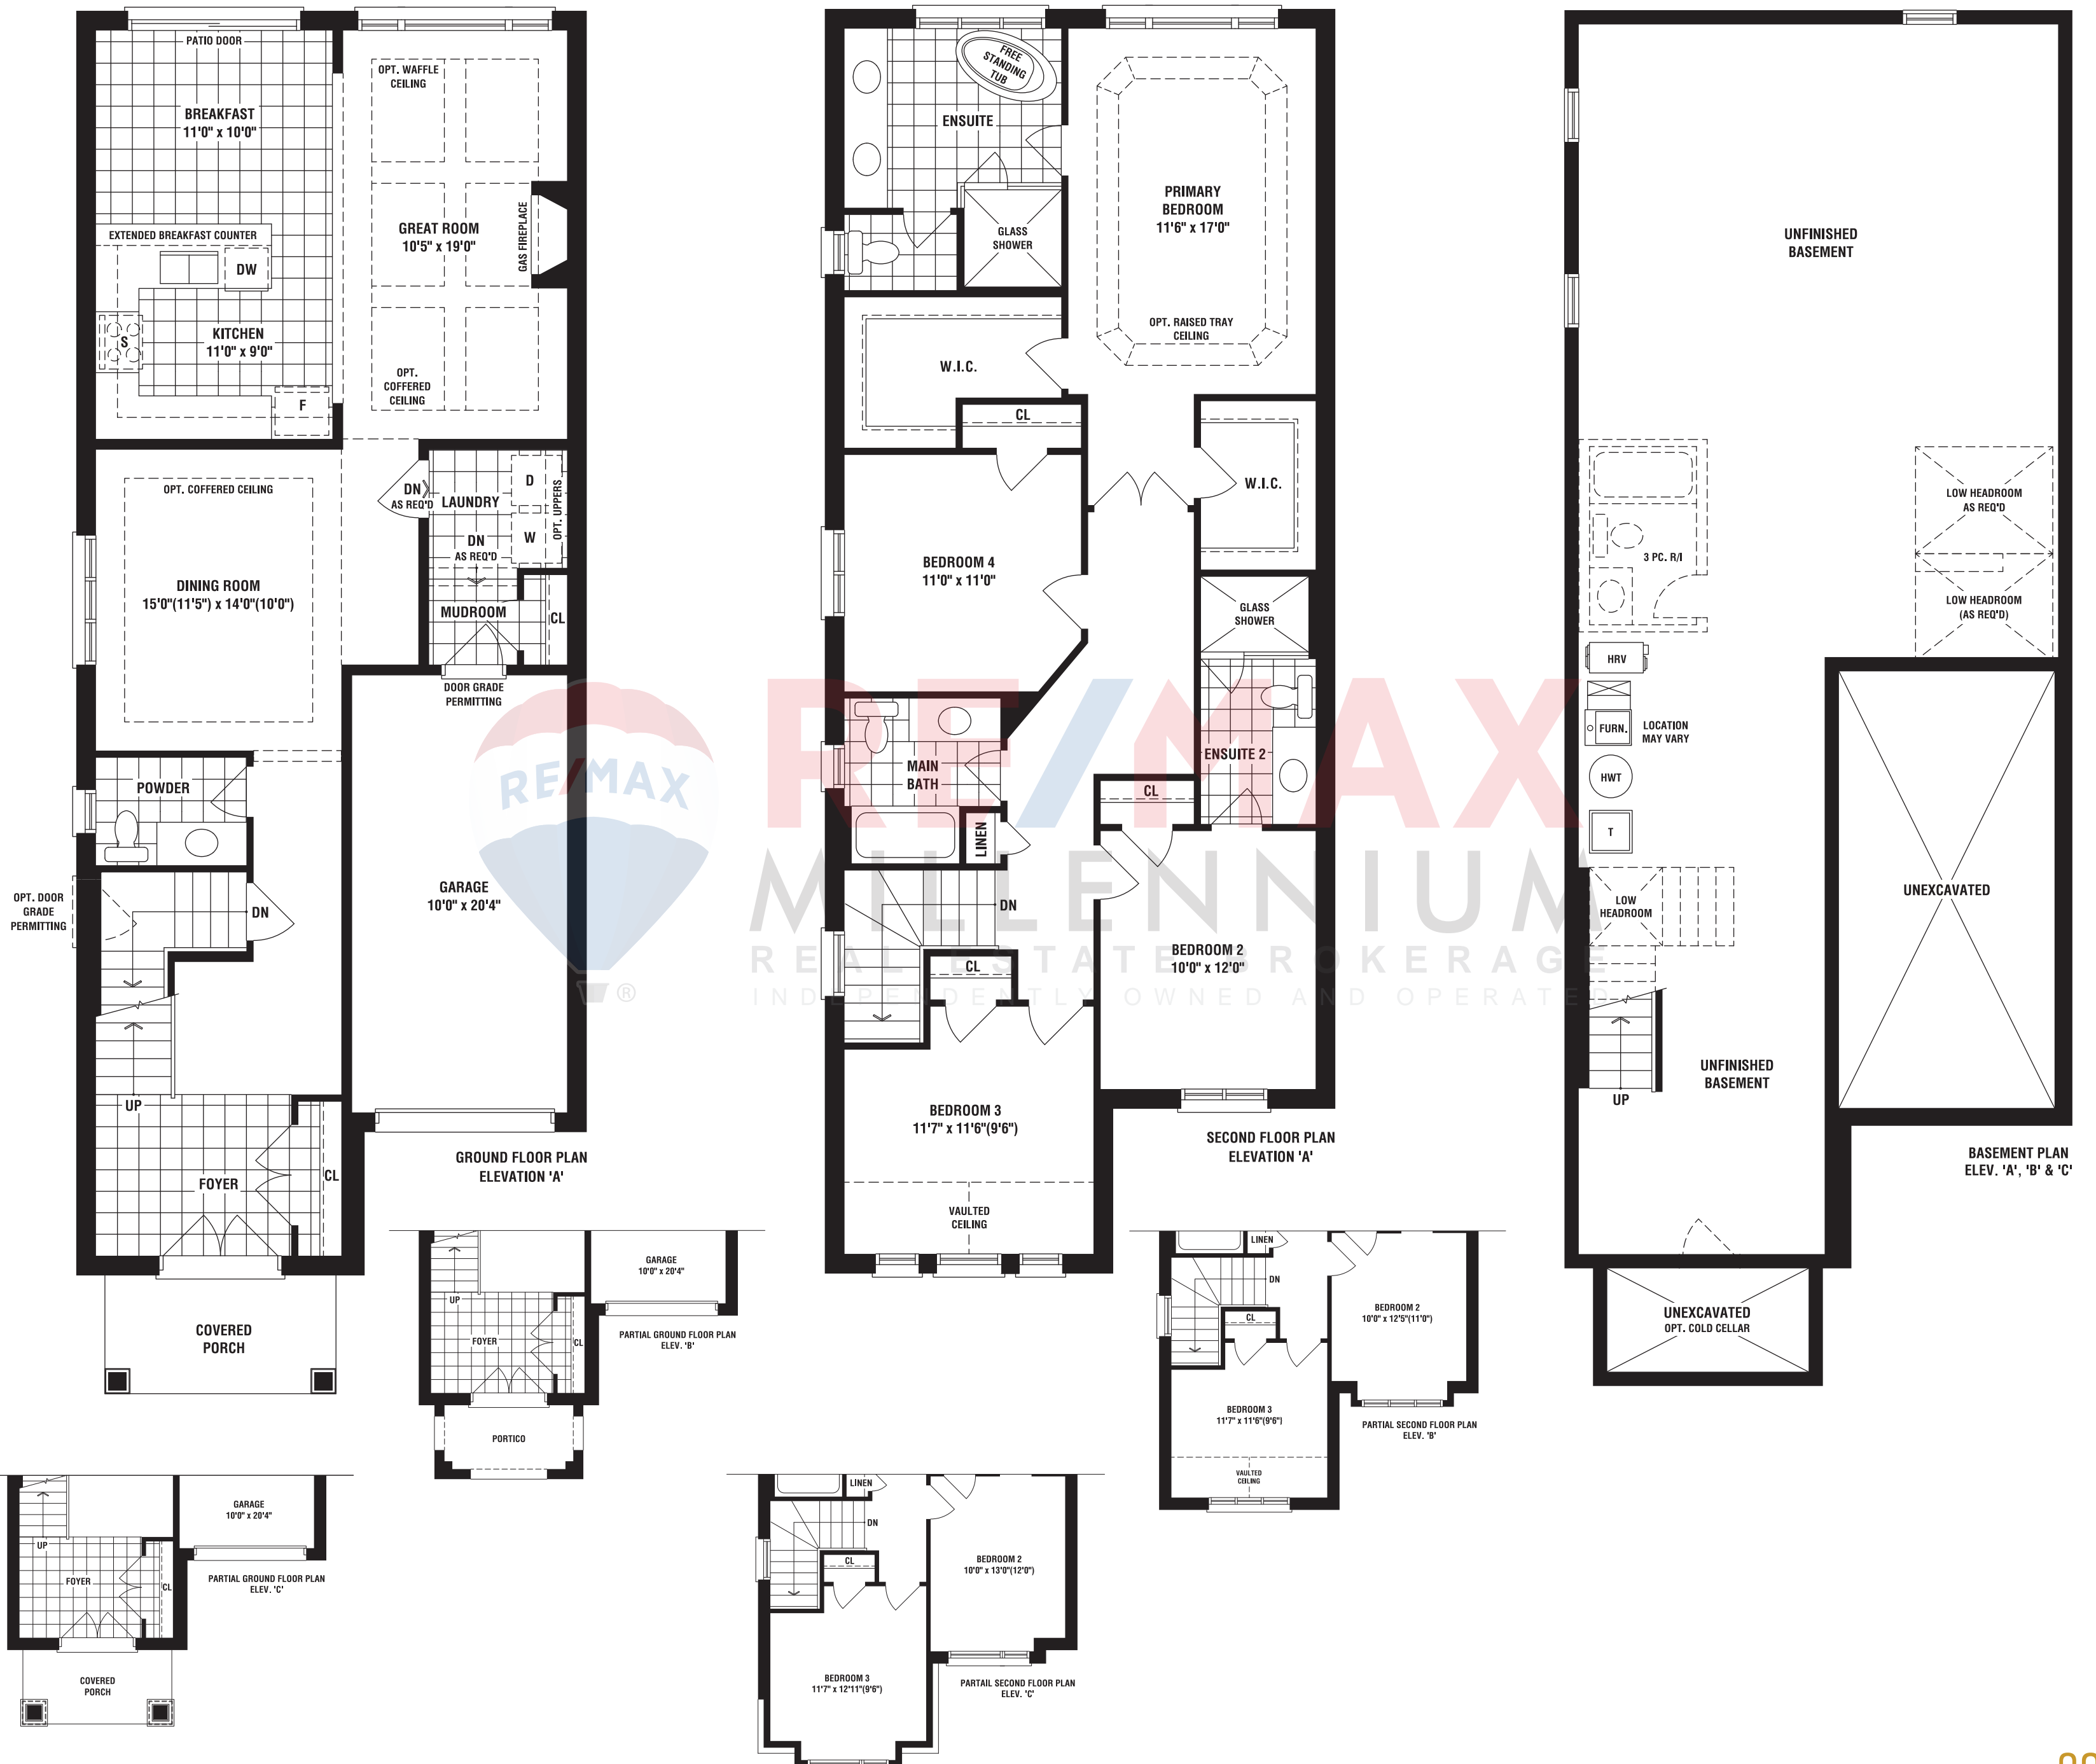 PATIO DOOR
BREAKFAST
11'0" x 10'0"
OPT. WAFFLE
CEILING
EXTENDED BREAKFAST COUNTER
DW
GREAT ROOM
10'5" x 19'0"
GAS FIREPLACE
S
KITCHEN
11'0" x 9'0"
F
OPT.
COFFERED
CEILING
OPT. COFFERED CEILING
DINING ROOM
15'0"(11'5") x 14'0"(10'0")
DN
AS REQ'D
LAUNDRY
D
W
OPT. UPPERS
DN
AS REQ'D
MUDROOM
CL
DOOR GRADE
PERMITTING
POWDER
OPT. DOOR
GRADE
PERMITTING
DN
GARAGE
10'0" x 20'4"
UP
FOYER
CL
COVERED
PORCH
GROUND FLOOR PLAN
ELEVATION 'A'
FREE
STANDING
TUB
ENSUITE
GLASS
SHOWER
PRIMARY
BEDROOM
11'6" x 17'0"
OPT. RAISED TRAY
CEILING
W.I.C.
CL
W.I.C.
BEDROOM 4
11'0" x 11'0"
GLASS
SHOWER
ENSUITE 2
MAIN
BATH
LINEN
CL
DN
CL
BEDROOM 2
10'0" x 12'0"
BEDROOM 3
11'7" x 11'6"(9'6")
VAULTED
CEILING
SECOND FLOOR PLAN
ELEVATION 'A'
UNFINISHED
BASEMENT
LOW HEADROOM
AS REQ'D
LOW HEADROOM
(AS REQ'D)
3 PC. R/I
HRV
FURN.
LOCATION
MAY VARY
HWT
T
LOW
HEADROOM
UNEXCAVATED
UNFINISHED
BASEMENT
UP
BASEMENT PLAN
ELEV. 'A', 'B' & 'C'
UNEXCAVATED
OPT. COLD CELLAR
RE/MAX
®
RE/MAX
MILLENNIUM
REAL ESTATE BROKERAGE
INDEPENDENTLY OWNED AND OPERATED
GARAGE
10'0" x 20'4"
UP
FOYER
CL
PORTICO
PARTIAL GROUND FLOOR PLAN
ELEV. 'B'
LINEN
DN
CL
BEDROOM 2
10'0" x 12'5"(11'0")
BEDROOM 3
11'7" x 11'6"(9'6")
VAULTED
CEILING
PARTIAL SECOND FLOOR PLAN
ELEV. 'B'
GARAGE
10'0" x 20'4"
UP
FOYER
CL
COVERED
PORCH
PARTIAL GROUND FLOOR PLAN
ELEV. 'C'
LINEN
DN
CL
BEDROOM 2
10'0" x 13'0"(12'0")
BEDROOM 3
11'7" x 12'11"(9'6")
PARTAIL SECOND FLOOR PLAN
ELEV. 'C'